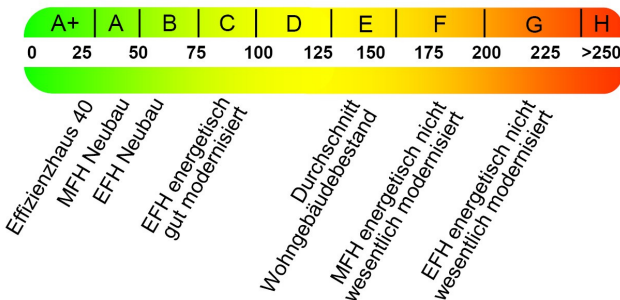 A+ A B C D E F G H
0 25 50 75 100 125 150 175 200 225 >250
Effizienzhaus 40
MFH Neubau
EFH Neubau
EFH energetisch
gut modernisiert
Durchschnitt
Wohngebäudebestand
MFH energetisch nicht
wesentlich modernisiert
EFH energetisch nicht
wesentlich modernisiert